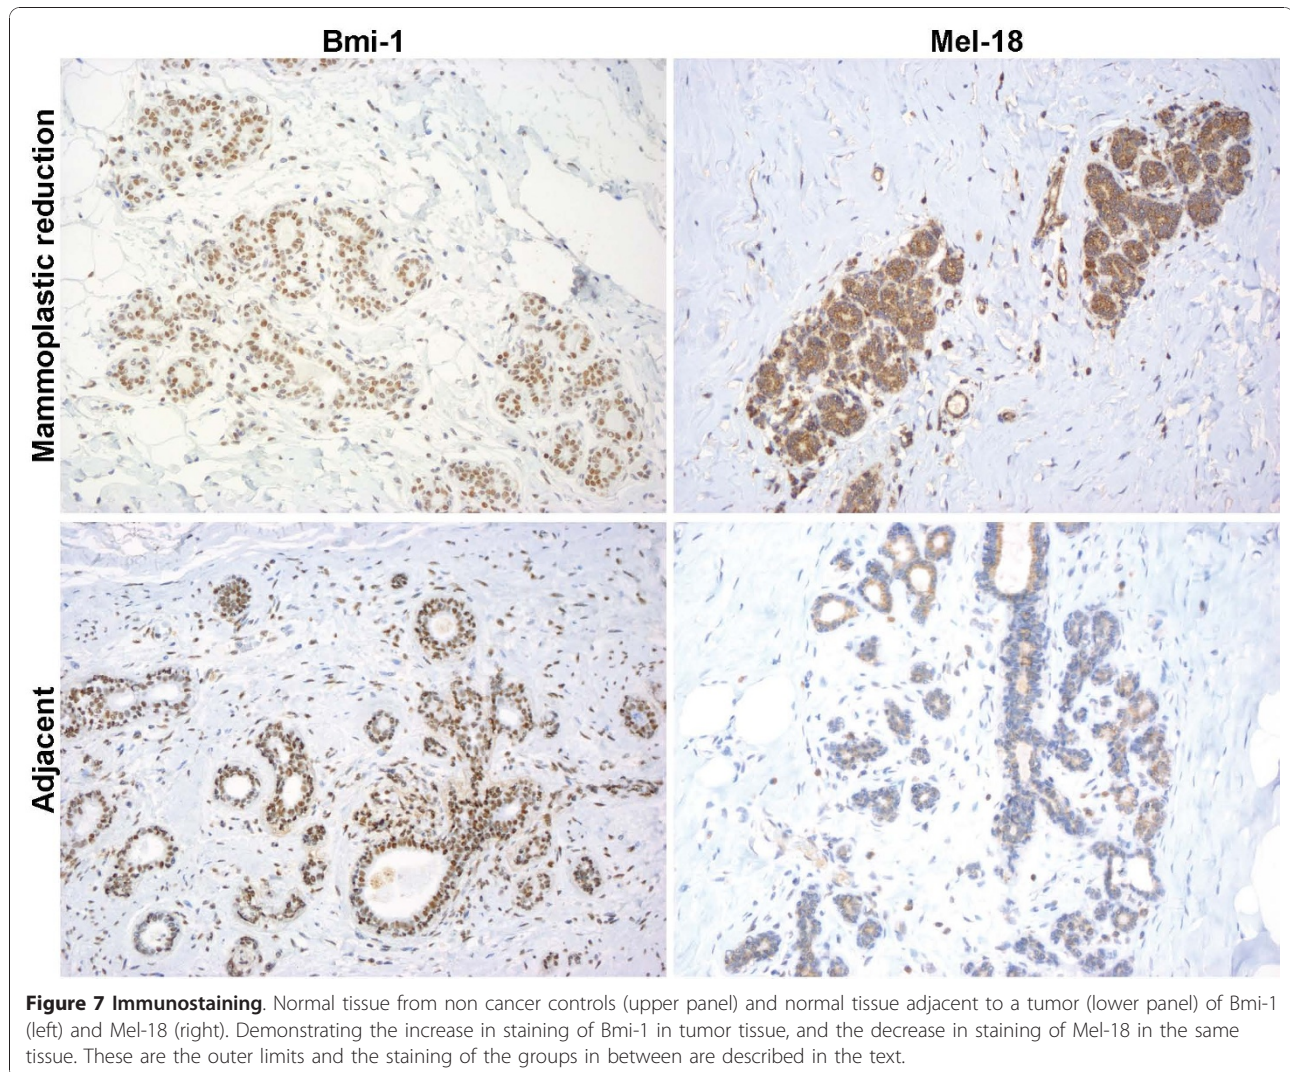 Bmi-1
Mel-18
Mammoplastic reduction
Adjacent
Figure 7 Immunostaining. Normal tissue from non cancer controls (upper panel) and normal tissue adjacent to a tumor (lower panel) of Bmi-1
(left) and Mel-18 (right). Demonstrating the increase in staining of Bmi-1 in tumor tissue, and the decrease in staining of Mel-18 in the same
tissue. These are the outer limits and the staining of the groups in between are described in the text.